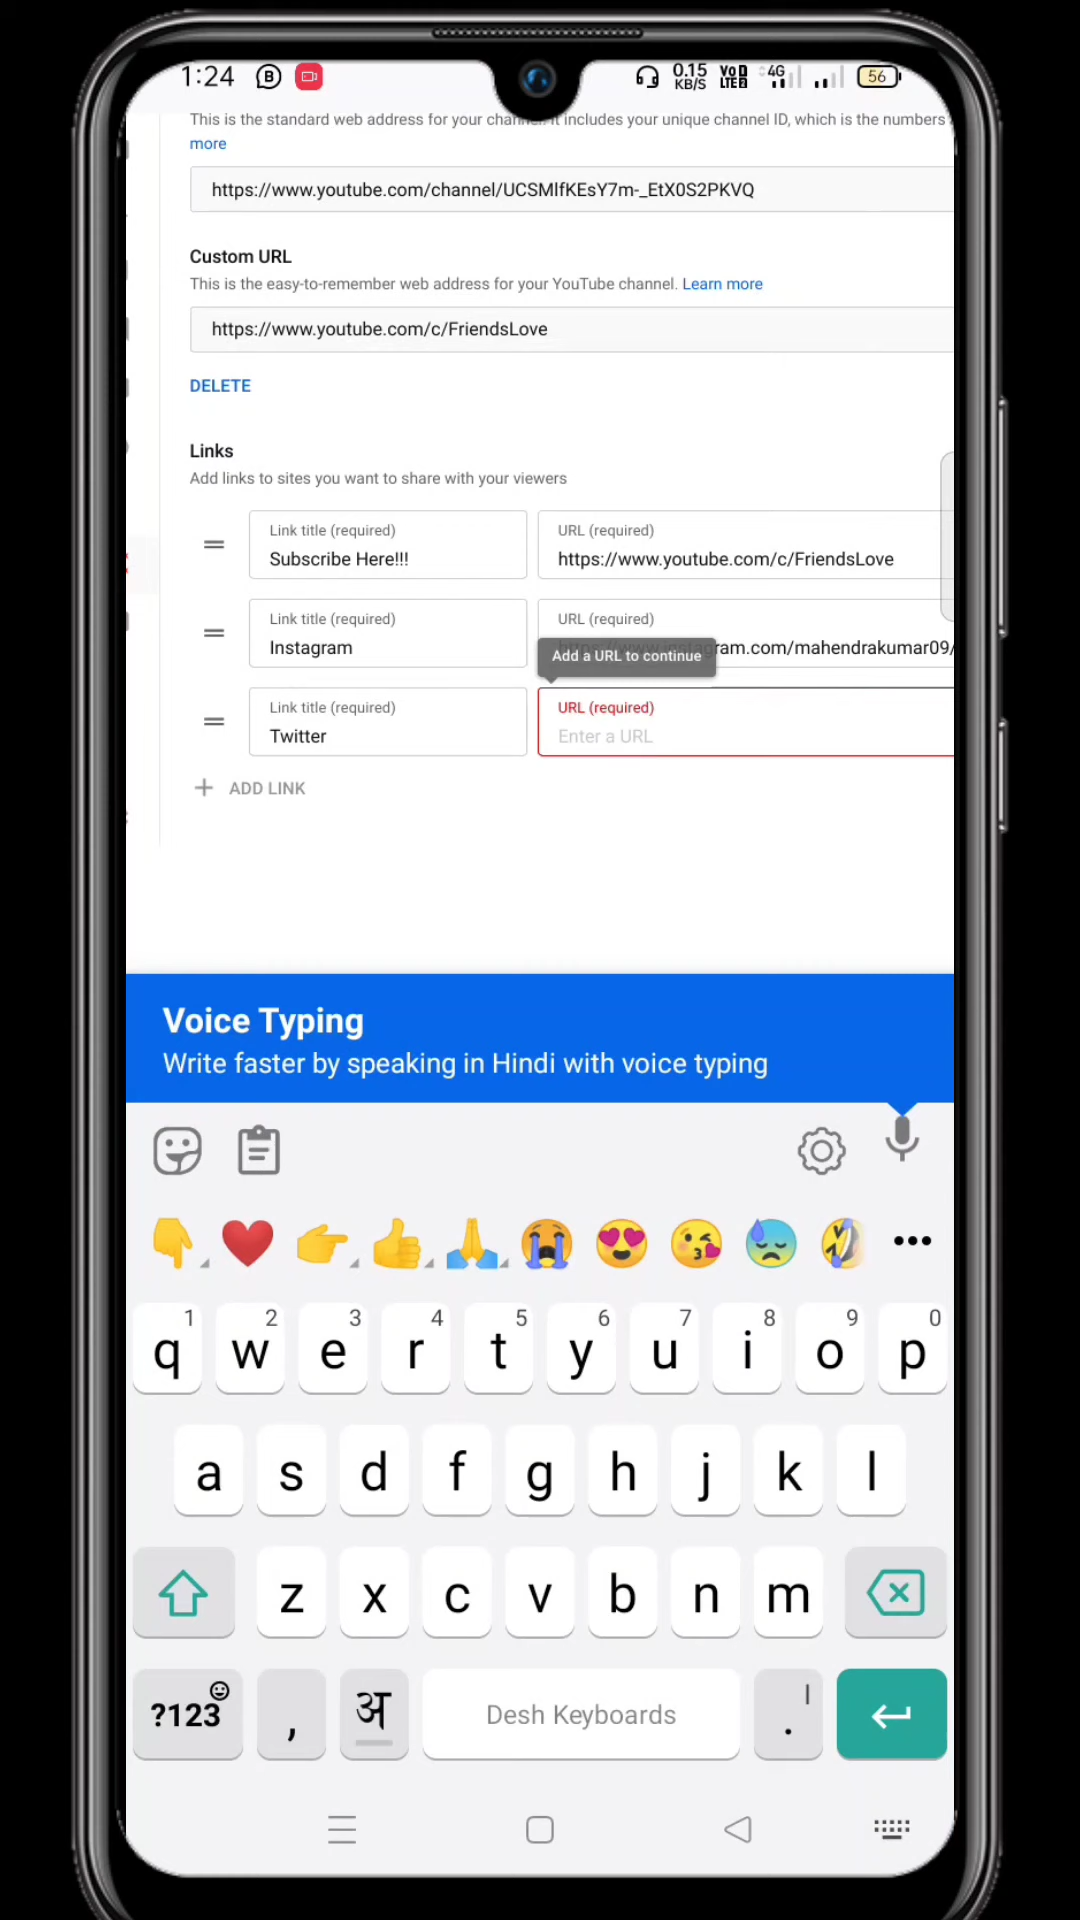 1:24 B 0.15 KB/S Vo LTE 4G 56
This is the standard web address for your channel. It includes your unique channel ID, which is the numbers
more
https://www.youtube.com/channel/UCSMlfKEsY7m-_EtX0S2PKVQ
Custom URL
This is the easy-to-remember web address for your YouTube channel. Learn more
https://www.youtube.com/c/FriendsLove
DELETE
Links
Add links to sites you want to share with your viewers
Link title (required) URL (required)
Subscribe Here!!! https://www.youtube.com/c/FriendsLove
Link title (required) URL (required)
Instagram https://www.instagram.com/mahendrakumar09/
Add a URL to continue
Link title (required) URL (required)
Twitter Enter a URL
+ ADD LINK
Voice Typing
Write faster by speaking in Hindi with voice typing
1 2 3 4 5 6 7 8 9 0
q w e r t y u i o p
a s d f g h j k l
z x c v b n m
?123 , अ Desh Keyboards . |